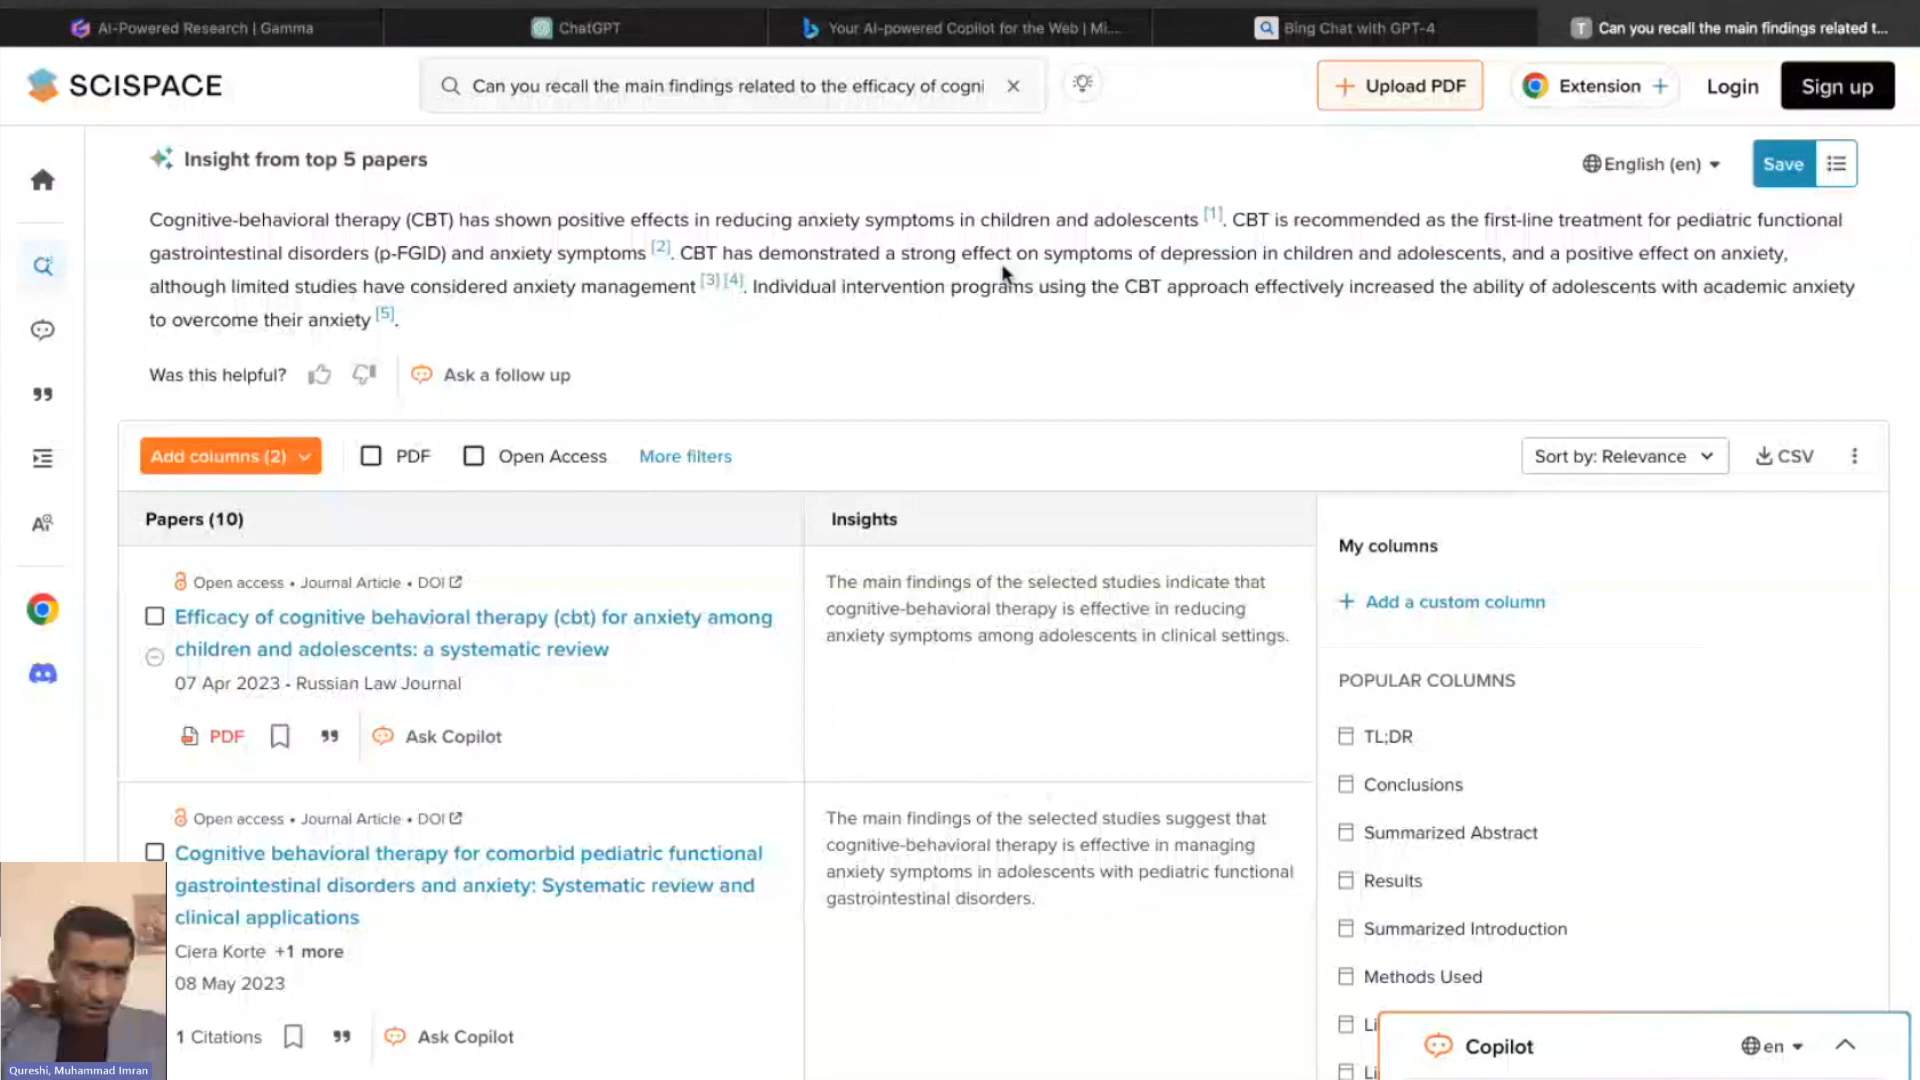 AI-Powered Research | Gamma
ChatGPT
Your AI-powered Copilot for the Web | Mi...
Bing Chat with GPT-4
T Can you recall the main findings related t...
SCISPACE
Can you recall the main findings related to the efficacy of cogni
Upload PDF
Extension
Login
Sign up
Insight from top 5 papers
English (en)
Save
Cognitive-behavioral therapy (CBT) has shown positive effects in reducing anxiety symptoms in children and adolescents [1]. CBT is recommended as the first-line treatment for pediatric functional
gastrointestinal disorders (p-FGID) and anxiety symptoms [2]. CBT has demonstrated a strong effect on symptoms of depression in children and adolescents, and a positive effect on anxiety,
although limited studies have considered anxiety management [3] [4]. Individual intervention programs using the CBT approach effectively increased the ability of adolescents with academic anxiety
to overcome their anxiety [5].
Was this helpful?
Ask a follow up
Add columns (2)
PDF
Open Access
More filters
Sort by: Relevance
CSV
Papers (10)
Insights
My columns
+ Add a custom column
POPULAR COLUMNS
TL;DR
Conclusions
Summarized Abstract
Results
Summarized Introduction
Methods Used
Li
Li
Open access • Journal Article • DOI
Efficacy of cognitive behavioral therapy (cbt) for anxiety among
children and adolescents: a systematic review
07 Apr 2023 - Russian Law Journal
PDF
Ask Copilot
The main findings of the selected studies indicate that
cognitive-behavioral therapy is effective in reducing
anxiety symptoms among adolescents in clinical settings.
Open access • Journal Article • DOI
Cognitive behavioral therapy for comorbid pediatric functional
gastrointestinal disorders and anxiety: Systematic review and
clinical applications
Ciera Korte +1 more
08 May 2023
1 Citations
Ask Copilot
The main findings of the selected studies suggest that
cognitive-behavioral therapy is effective in managing
anxiety symptoms in adolescents with pediatric functional
gastrointestinal disorders.
Copilot
en
Qureshi, Muhammad Imran